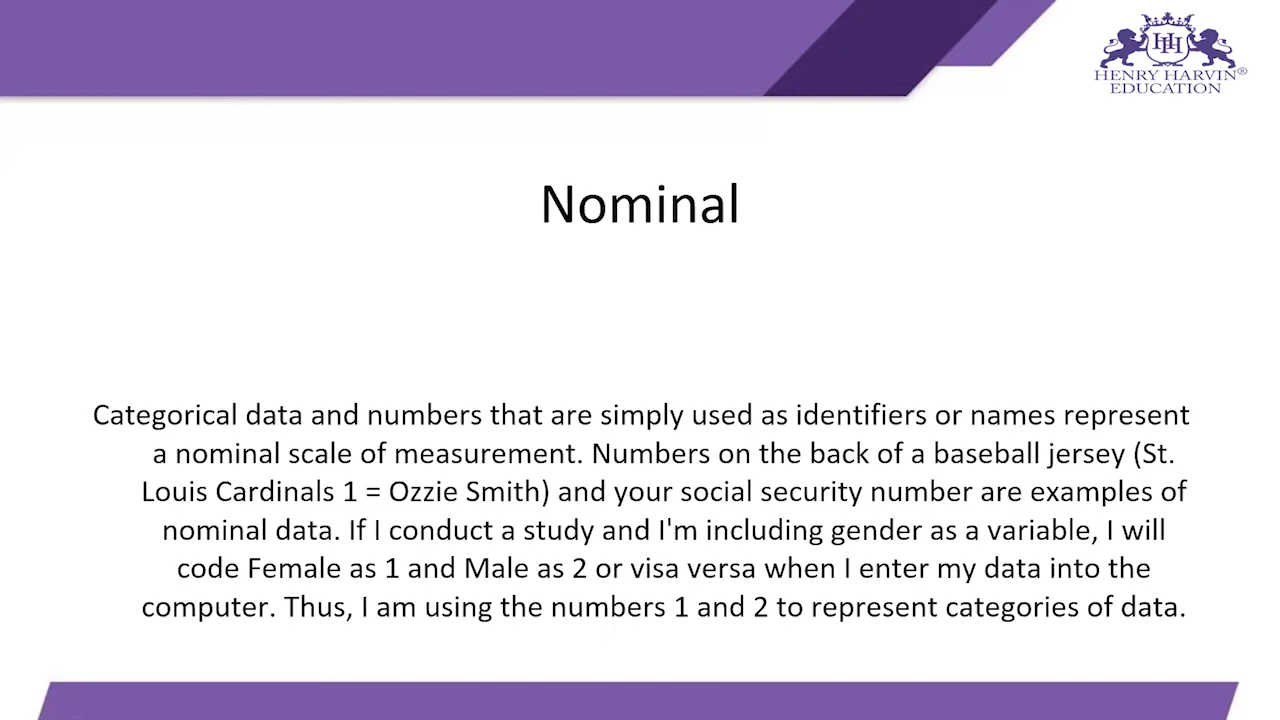 HENRY HARVIN®
EDUCATION
Nominal
Categorical data and numbers that are simply used as identifiers or names represent
a nominal scale of measurement. Numbers on the back of a baseball jersey (St.
Louis Cardinals 1 = Ozzie Smith) and your social security number are examples of
nominal data. If I conduct a study and I'm including gender as a variable, I will
code Female as 1 and Male as 2 or visa versa when I enter my data into the
computer. Thus, I am using the numbers 1 and 2 to represent categories of data.